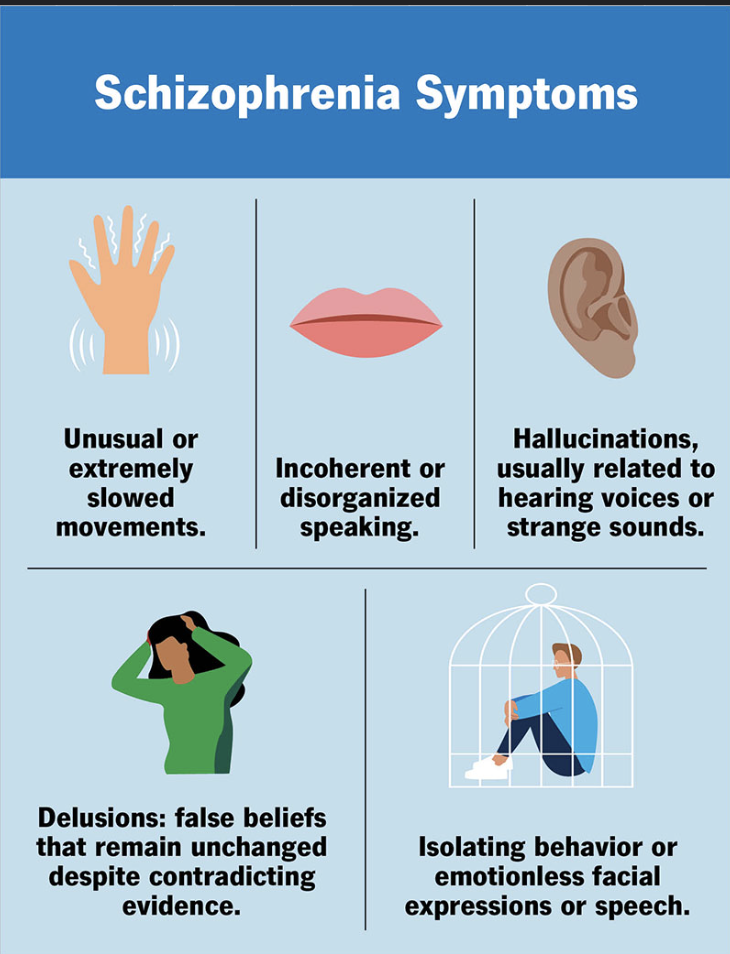 Schizophrenia Symptoms
Unusual or
extremely
slowed
movements.
Incoherent or
disorganized
speaking.
Hallucinations,
usually related to
hearing voices or
strange sounds.
Delusions: false beliefs
that remain unchanged
despite contradicting
evidence.
Isolating behavior or
emotionless facial
expressions or speech.